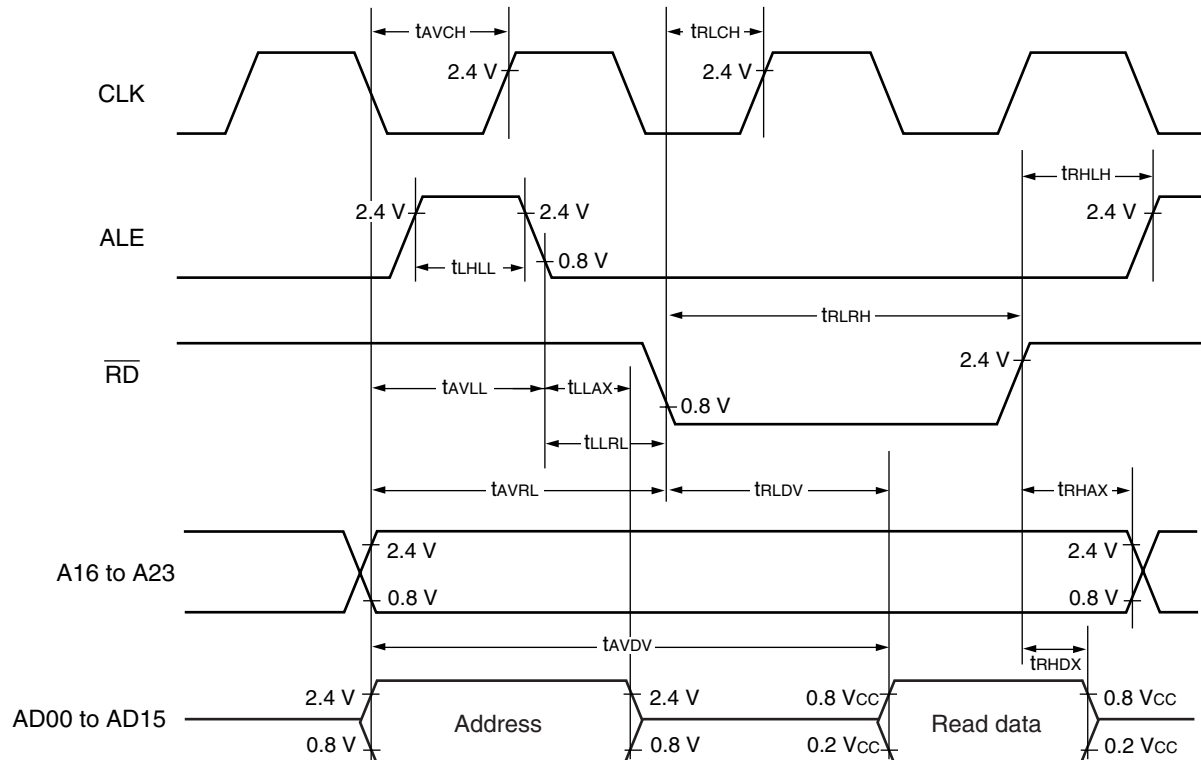 tAVCH
tRLCH
2.4 V
2.4 V
CLK
tRHLH
2.4 V
2.4 V
2.4 V
ALE
tLHLL
0.8 V
tRLRH
RD
2.4 V
tAVLL
tLLAX
0.8 V
tLLRL
tAVRL
tRLDV
tRHAX
2.4 V
2.4 V
A16 to A23
0.8 V
0.8 V
tAVDV
tRHDX
2.4 V
2.4 V
0.8 VCC
0.8 VCC
AD00 to AD15
Address
Read data
0.8 V
0.8 V
0.2 VCC
0.2 VCC